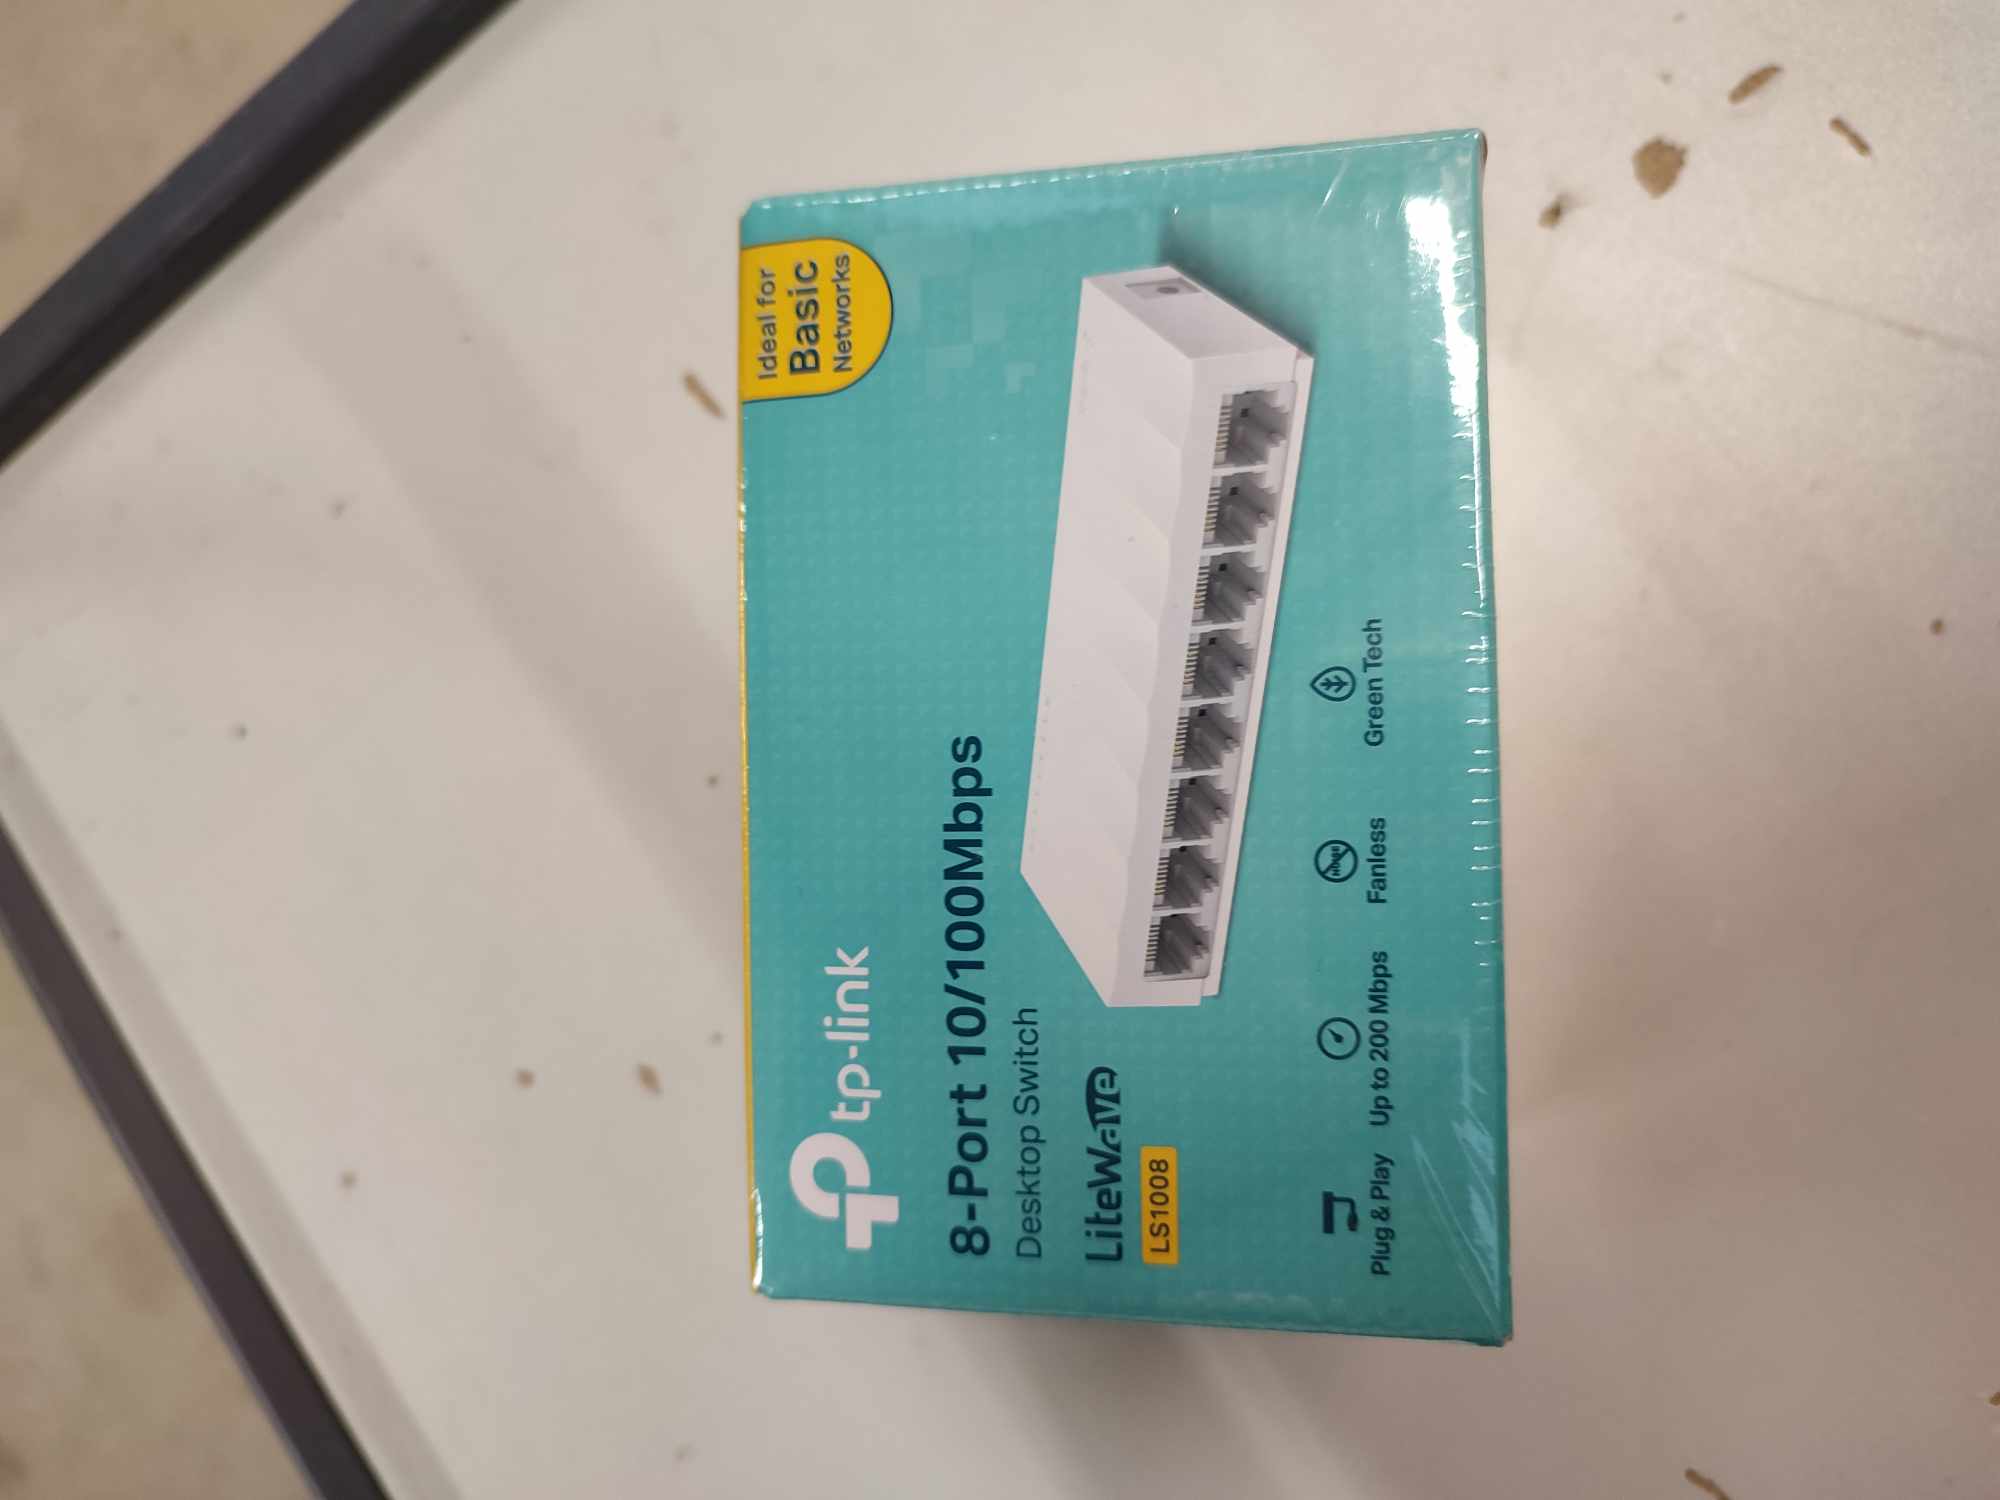 tp-link
Ideal for
Basic
Networks
8-Port 10/100Mbps
Desktop Switch
LiteWave
LS1008
Plug & Play
Up to 200 Mbps
Fanless
Green Tech